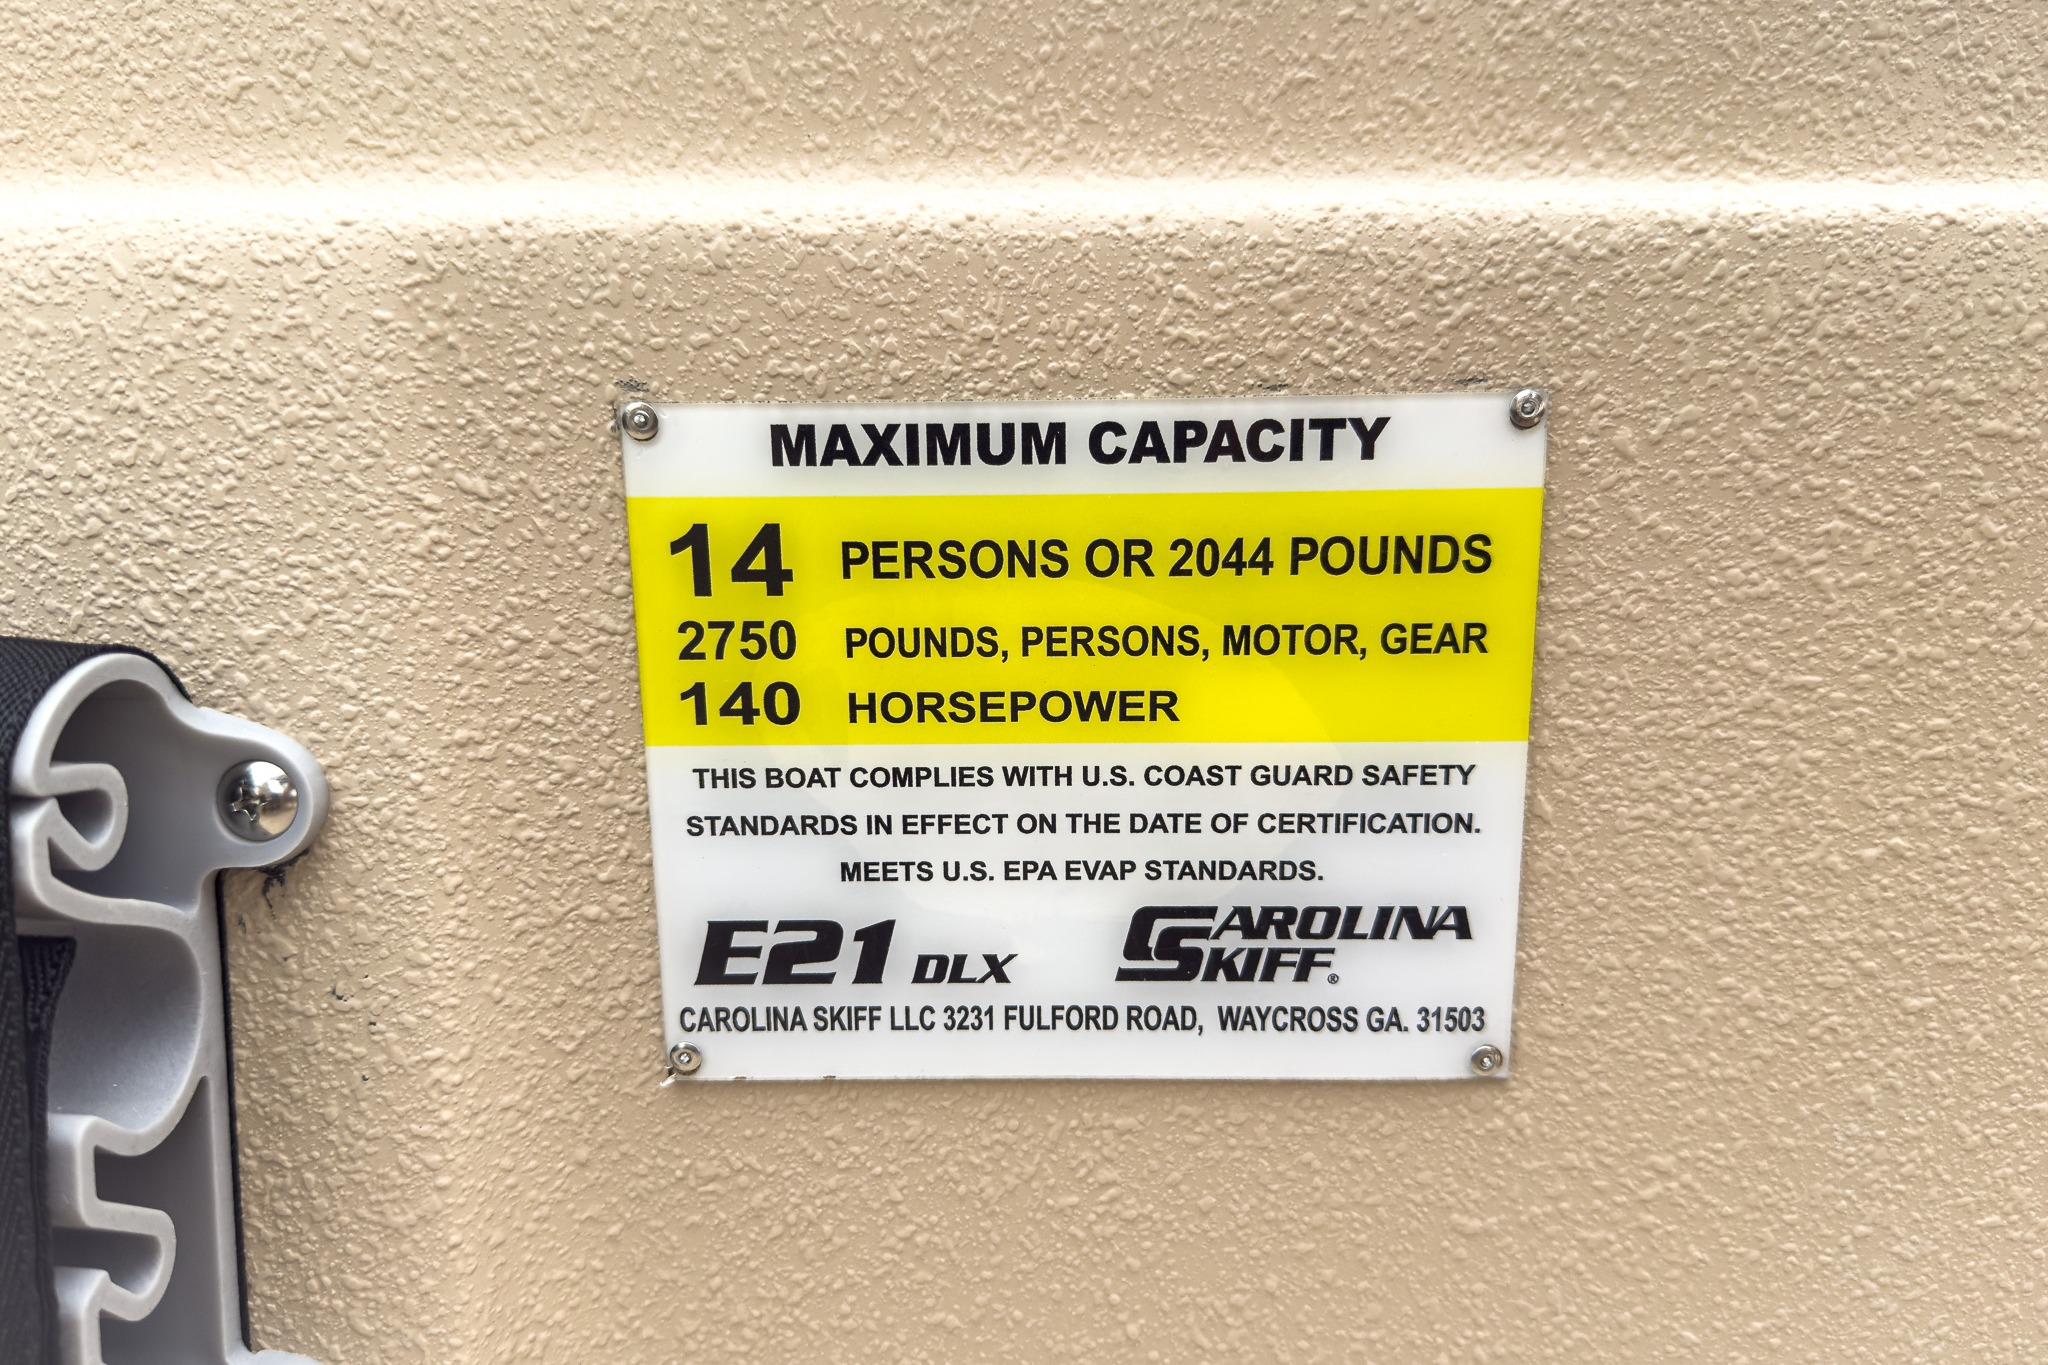 MAXIMUM CAPACITY
14 PERSONS OR 2044 POUNDS
2750 POUNDS, PERSONS, MOTOR, GEAR
140 HORSEPOWER
THIS BOAT COMPLIES WITH U.S. COAST GUARD SAFETY
STANDARDS IN EFFECT ON THE DATE OF CERTIFICATION.
MEETS U.S. EPA EVAP STANDARDS.
E21 DLX
CAROLINA
SKIFF®
CAROLINA SKIFF LLC 3231 FULFORD ROAD, WAYCROSS GA. 31503